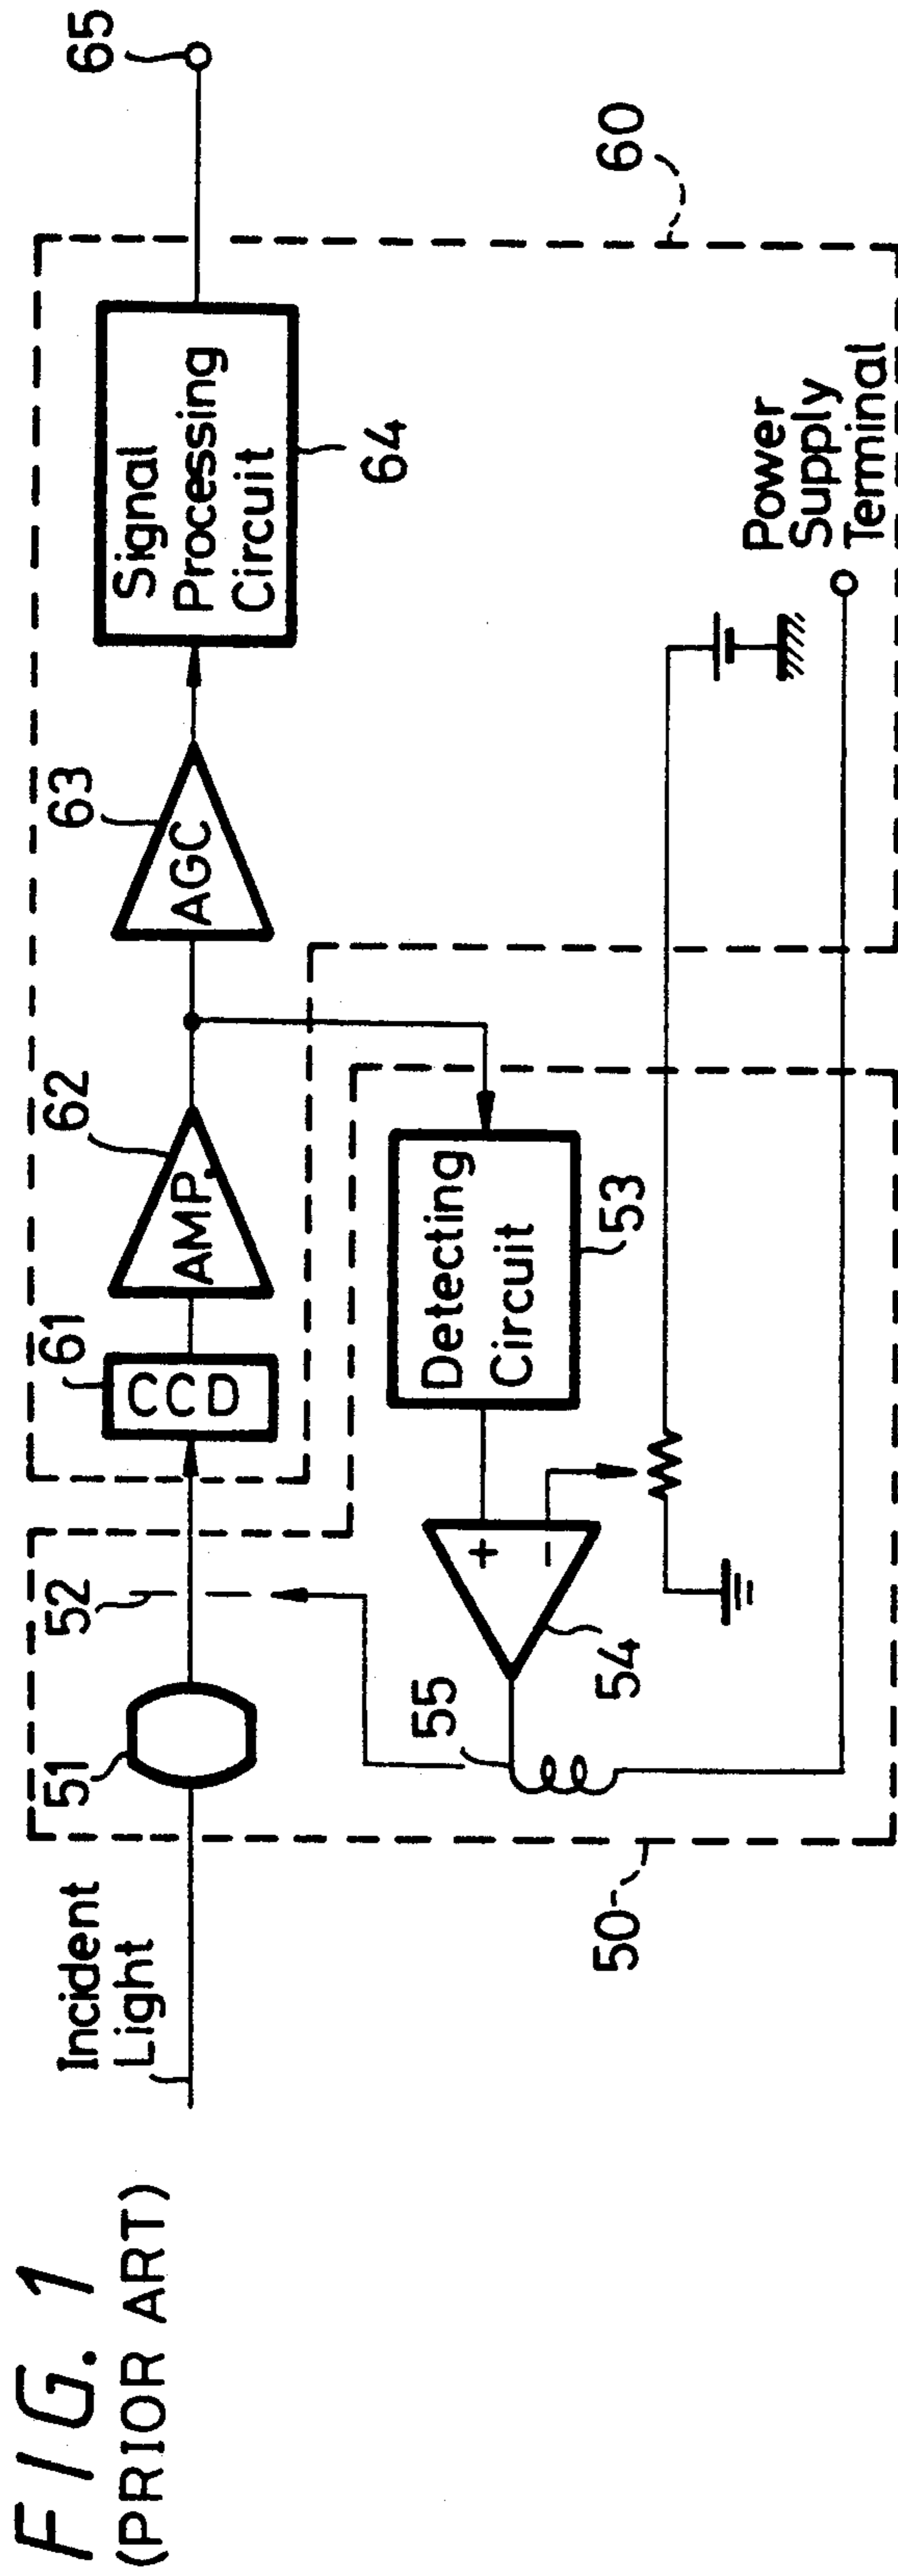 FIG. 1
(PRIOR ART)
Incident
Light
51
52
61
CCD
62
AMP.
63
AGC
Signal
Processing
Circuit
64
65
60
Detecting
Circuit
53
+
-
54
55
50
Power
Supply
Terminal